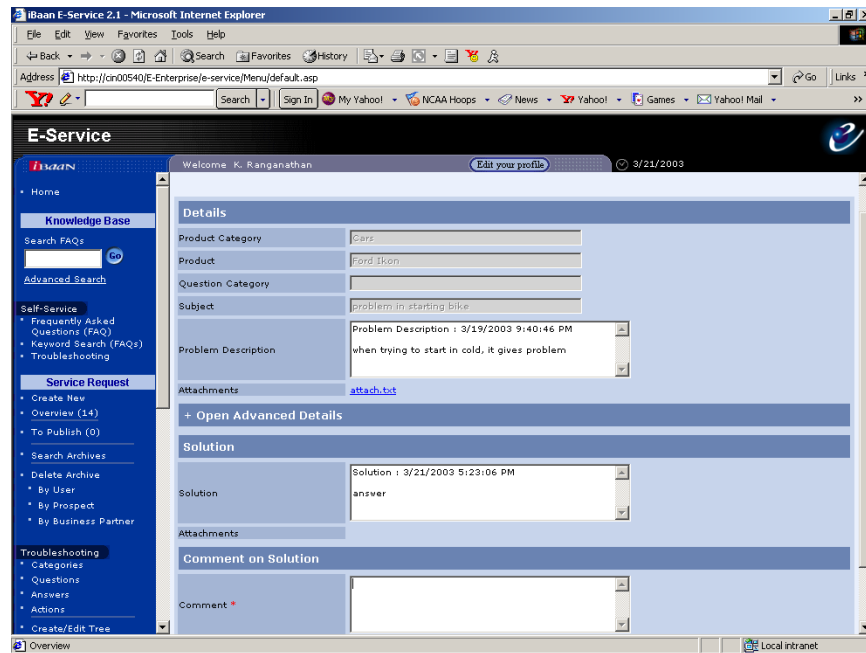 iBaan E-Service 2.1 - Microsoft Internet Explorer
File Edit View Favorites Tools Help
Back Search Favorites History
Address http://cin00540/E-Enterprise/e-service/Menu/default.asp Go Links
Y! Search Sign In My Yahoo! NCAA Hoops News Yahoo! Games Yahoo! Mail
E-Service
iBaan Welcome K. Ranganathan Edit your profile 3/21/2003
Home
Knowledge Base
Search FAQs
Go
Advanced Search
Self-Service
Frequently Asked
Questions (FAQ)
Keyword Search (FAQs)
Troubleshooting
Service Request
Create New
Overview (14)
To Publish (0)
Search Archives
Delete Archive
By User
By Prospect
By Business Partner
Troubleshooting
Categories
Questions
Answers
Actions
Create/Edit Tree
Details
Product Category Cars
Product Ford Ikon
Question Category
Subject problem in starting bike
Problem Description : 3/19/2003 9:40:46 PM
Problem Description when trying to start in cold, it gives problem
Attachments attach.txt
+ Open Advanced Details
Solution
Solution : 3/21/2003 5:23:06 PM
Solution answer
Attachments
Comment on Solution
Comment *
Overview Local intranet